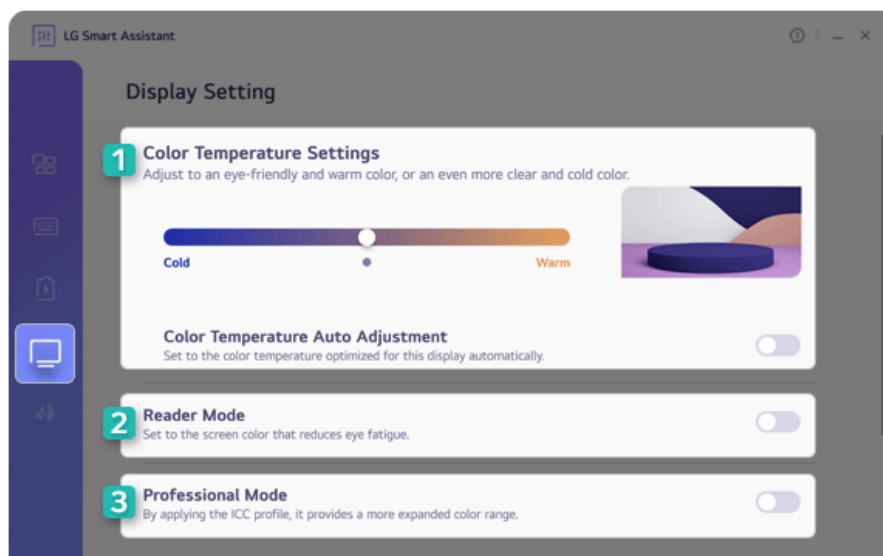 LG Smart Assistant
Display Setting
1
Color Temperature Settings
Adjust to an eye-friendly and warm color, or an even more clear and cold color.
Cold
Warm
Color Temperature Auto Adjustment
Set to the color temperature optimized for this display automatically.
2
Reader Mode
Set to the screen color that reduces eye fatigue.
3
Professional Mode
By applying the ICC profile, it provides a more expanded color range.